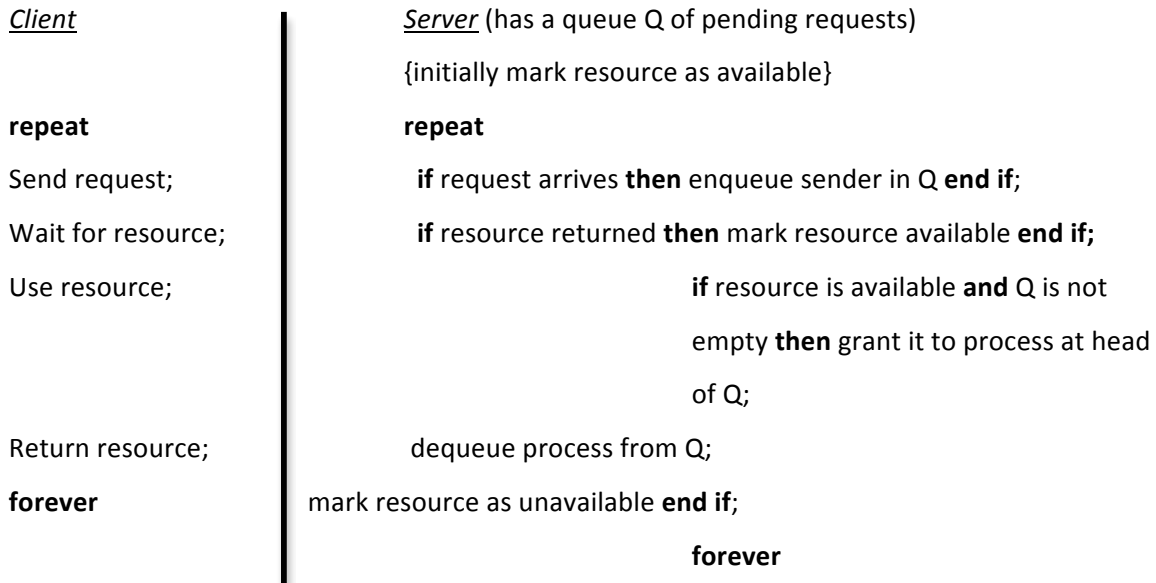 Client Server (has a queue Q of pending requests)
{initially mark resource as available}
repeat repeat
Send request; if request arrives then enqueue sender in Q end if;
Wait for resource; if resource returned then mark resource available end if;
Use resource; if resource is available and Q is not
empty then grant it to process at head
of Q;
Return resource; dequeue process from Q;
forever mark resource as unavailable end if;
forever